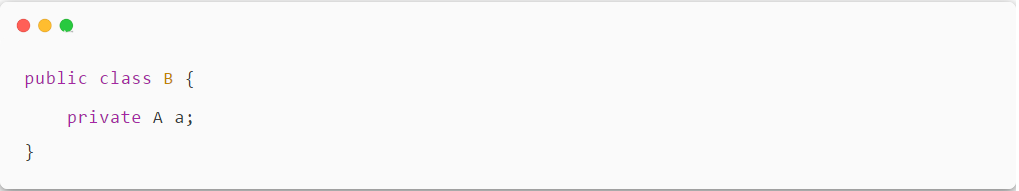 public class B {
    private A a;
}